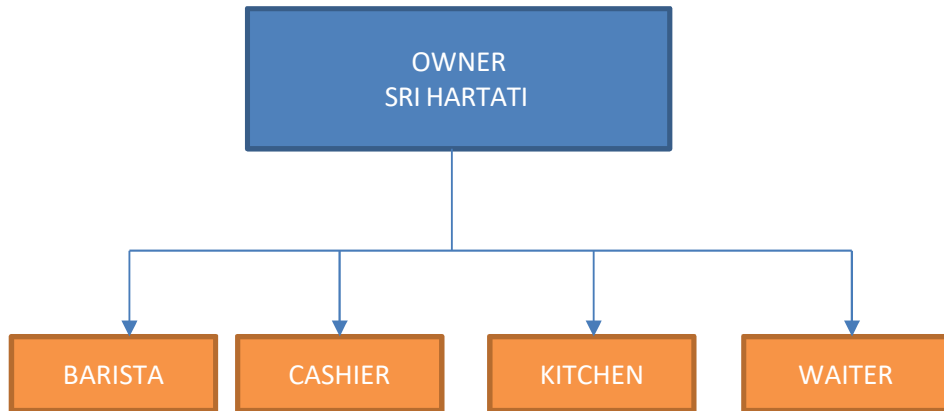 OWNER
SRI HARTATI
BARISTA
CASHIER
KITCHEN
WAITER